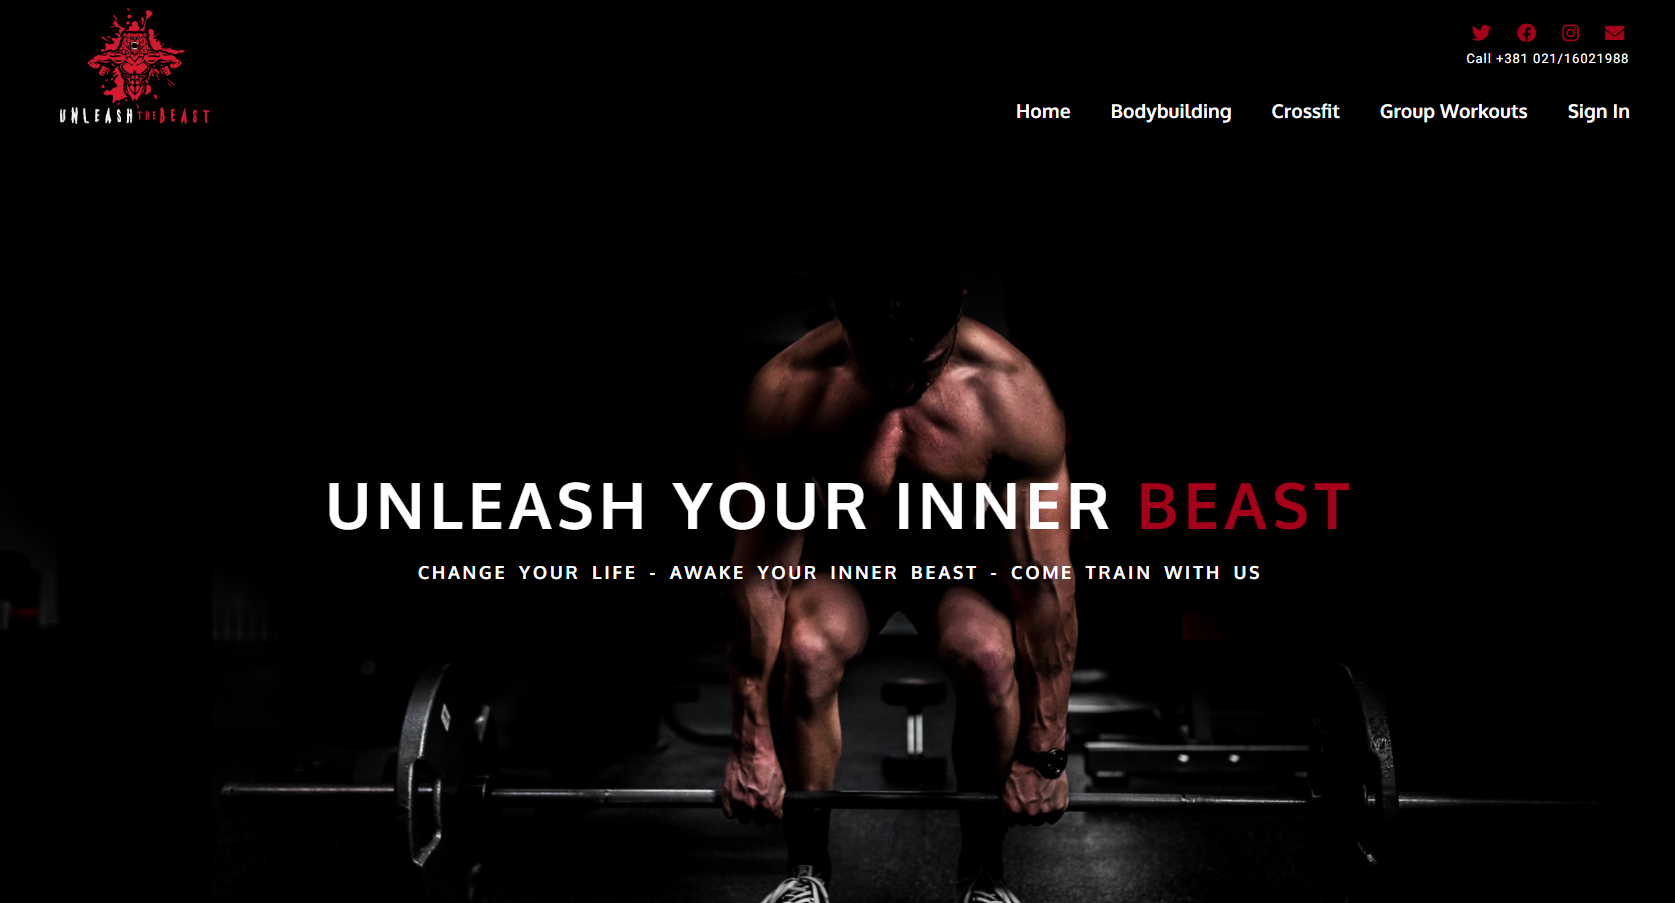 UNLEASH THE BEAST
Call +381 021/16021988
Home Bodybuilding Crossfit Group Workouts Sign In
UNLEASH YOUR INNER BEAST
CHANGE YOUR LIFE - AWAKE YOUR INNER BEAST - COME TRAIN WITH US